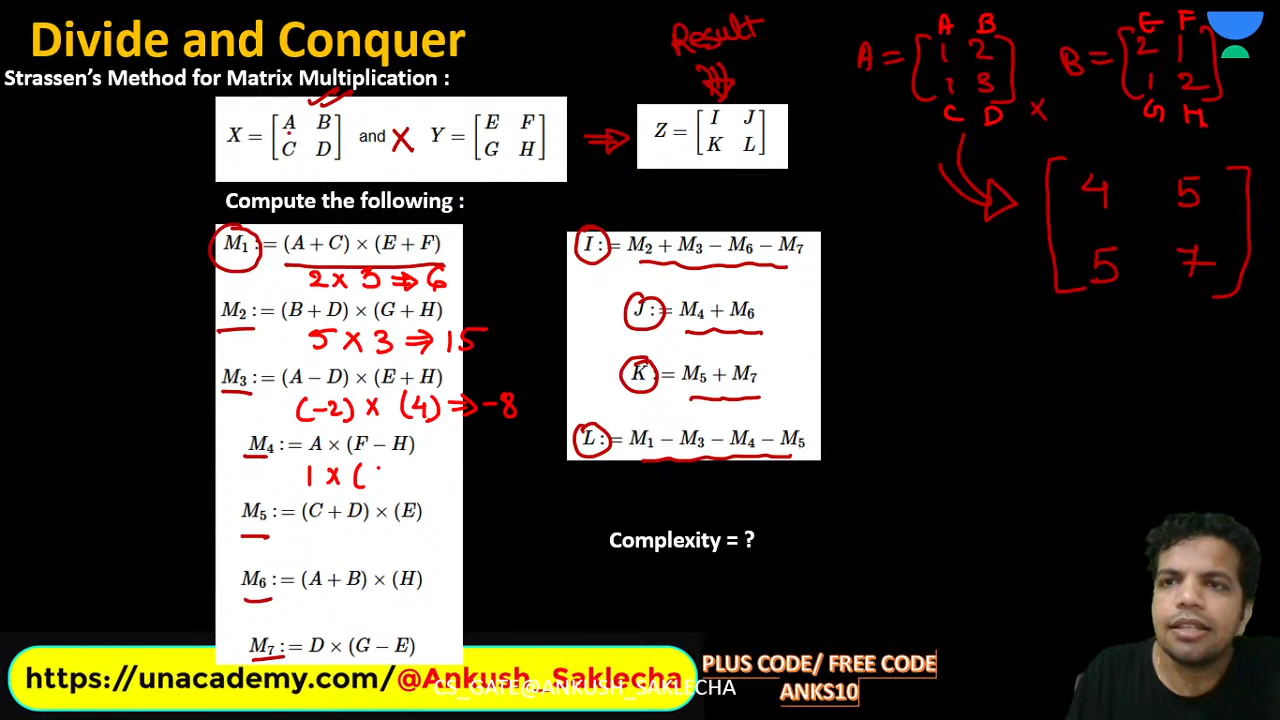 Divide and Conquer
Strassen's Method for Matrix Multiplication :
X = [A B
C D] and × Y = [E F
G H] ⇒
Result
Z = [I J
K L]
Compute the following :
M₁ := (A + C) × (E + F)
2 × 3 ⇒ 6
M₂ := (B + D) × (G + H)
5 × 3 ⇒ 15
M₃ := (A − D) × (E + H)
(-2) × (4) ⇒ -8
M₄ := A × (F − H)
1 × (
M₅ := (C + D) × (E)
M₆ := (A + B) × (H)
M₇ := D × (G − E)
I := M₂ + M₃ − M₆ − M₇
J := M₄ + M₆
K := M₅ + M₇
L := M₁ − M₃ − M₄ − M₅
Complexity = ?
A B
A = [1 2
1 3]
C D
×
E F
B = [2 1
1 2]
G H
[4 5
5 7]
https://unacademy.com/@Ankush_Saklecha
CS_GATE@ANKUSH_SAKLECHA
PLUS CODE/ FREE CODE
ANKS10